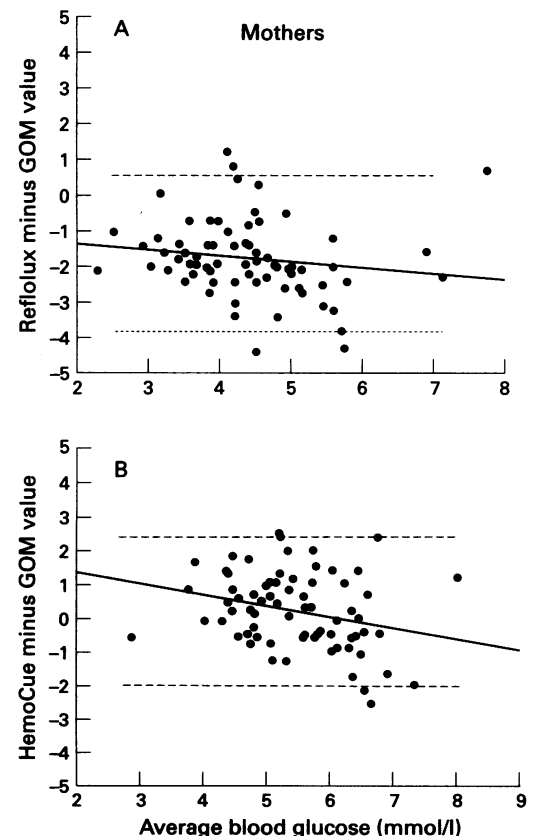 A
Mothers
Reflolux minus GOM value
5
4
3
2
1
0
–1
–2
–3
–4
–5
2 3 4 5 6 7 8
B
HemoCue minus GOM value
5
4
3
2
1
0
–1
–2
–3
–4
–5
2 3 4 5 6 7 8 9
Average blood glucose (mmol/l)